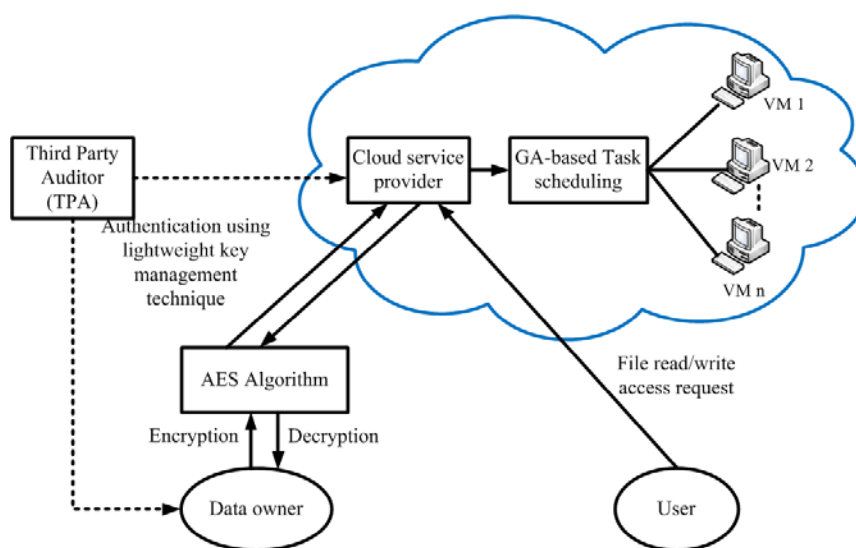 VM 1
Third Party
Auditor
(TPA)
Cloud service
provider
GA-based Task
scheduling
VM 2
Authentication using
lightweight key
management
technique
VM n
File read/write
access request
AES Algorithm
Encryption
Decryption
Data owner
User